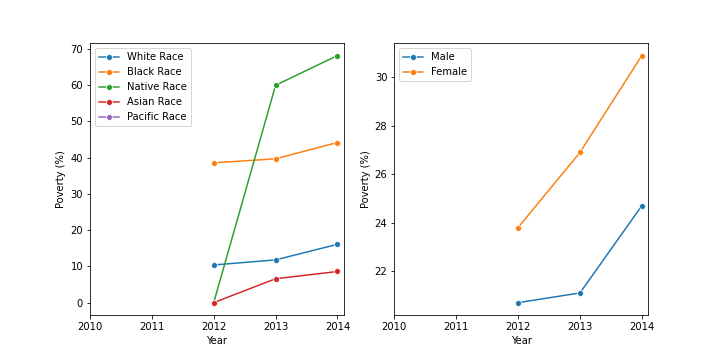 70
60
50
40
30
20
10
0
Poverty (%)
White Race
Black Race
Native Race
Asian Race
Pacific Race
2010 2011 2012 2013 2014
Year
30
28
26
24
22
Poverty (%)
Male
Female
2010 2011 2012 2013 2014
Year